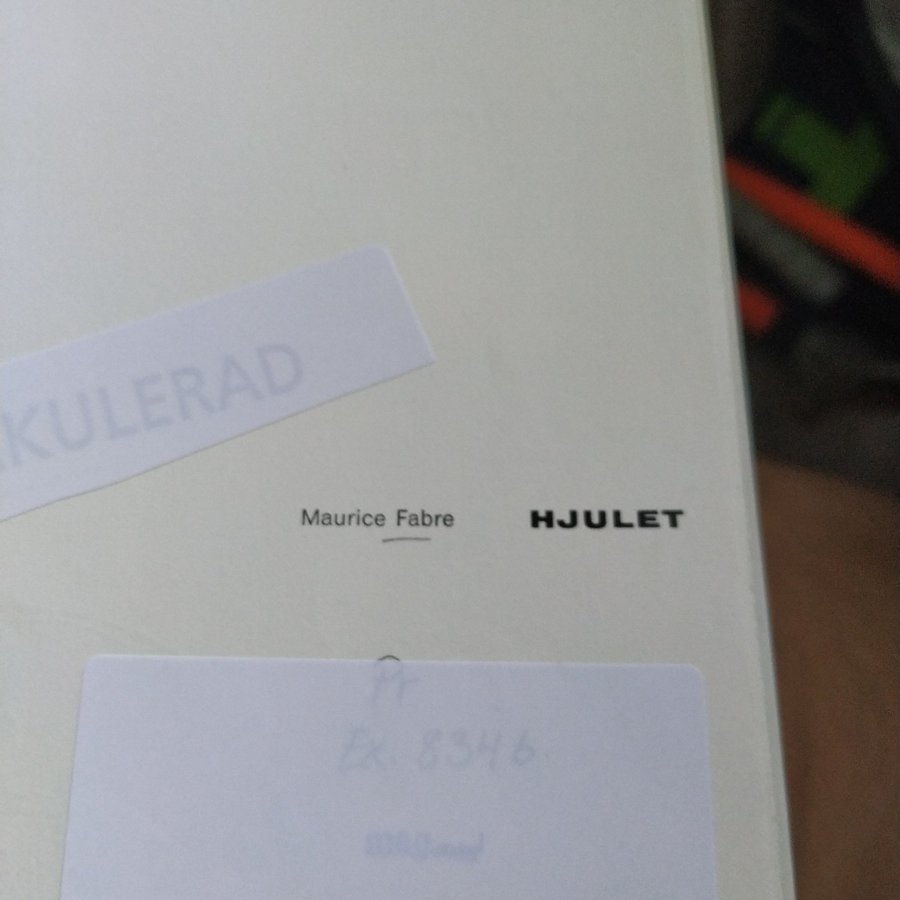 KULERAD
Maurice Fabre HJULET
Pr
Ex. 8346